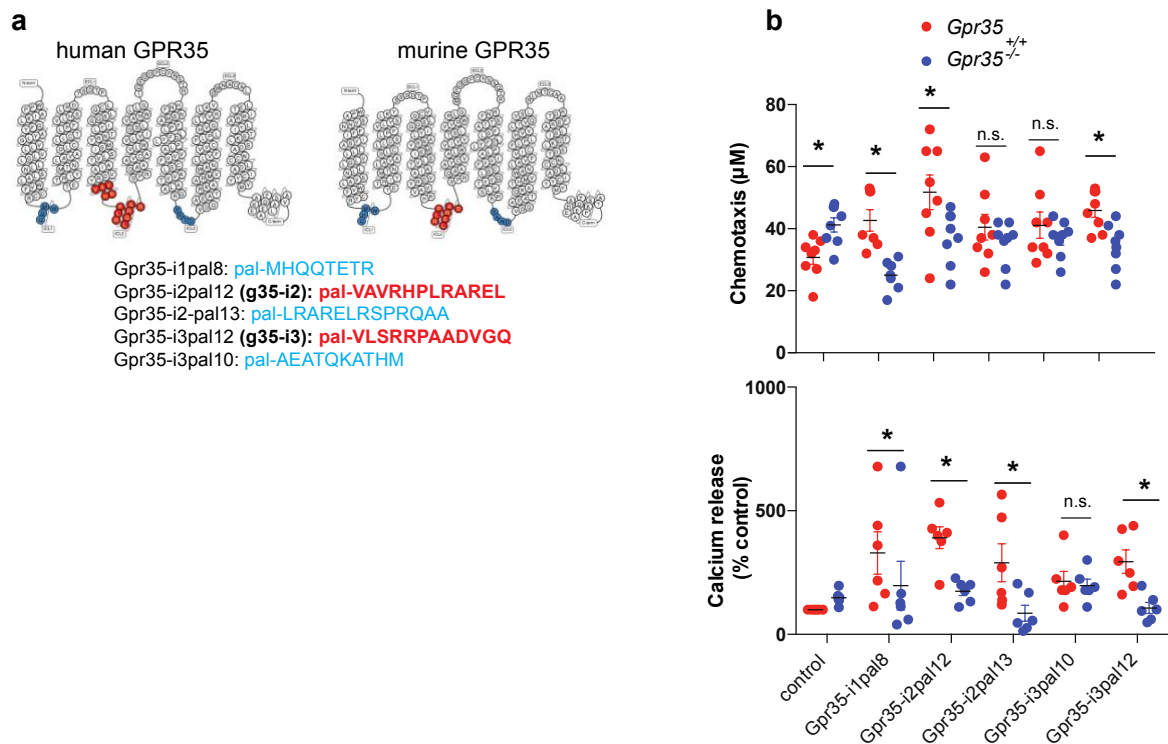 a
human GPR35
murine GPR35
Gpr35-i1pal8: pal-MHQQTETR
Gpr35-i2pal12 (g35-i2): pal-VAVRHPLRAREL
Gpr35-i2-pal13: pal-LRARELRSPRQAA
Gpr35-i3pal12 (g35-i3): pal-VLSRRPAADVGQ
Gpr35-i3pal10: pal-AEATQKATHM
b
Gpr35+/+
Gpr35-/-
Chemotaxis (µM)
80
60
40
20
0
*
*
*
n.s.
n.s.
*
Calcium release
(% control)
1000
500
0
*
*
*
n.s.
*
control
Gpr35-i1pal8
Gpr35-i2pal12
Gpr35-i2pal13
Gpr35-i3pal10
Gpr35-i3pal12